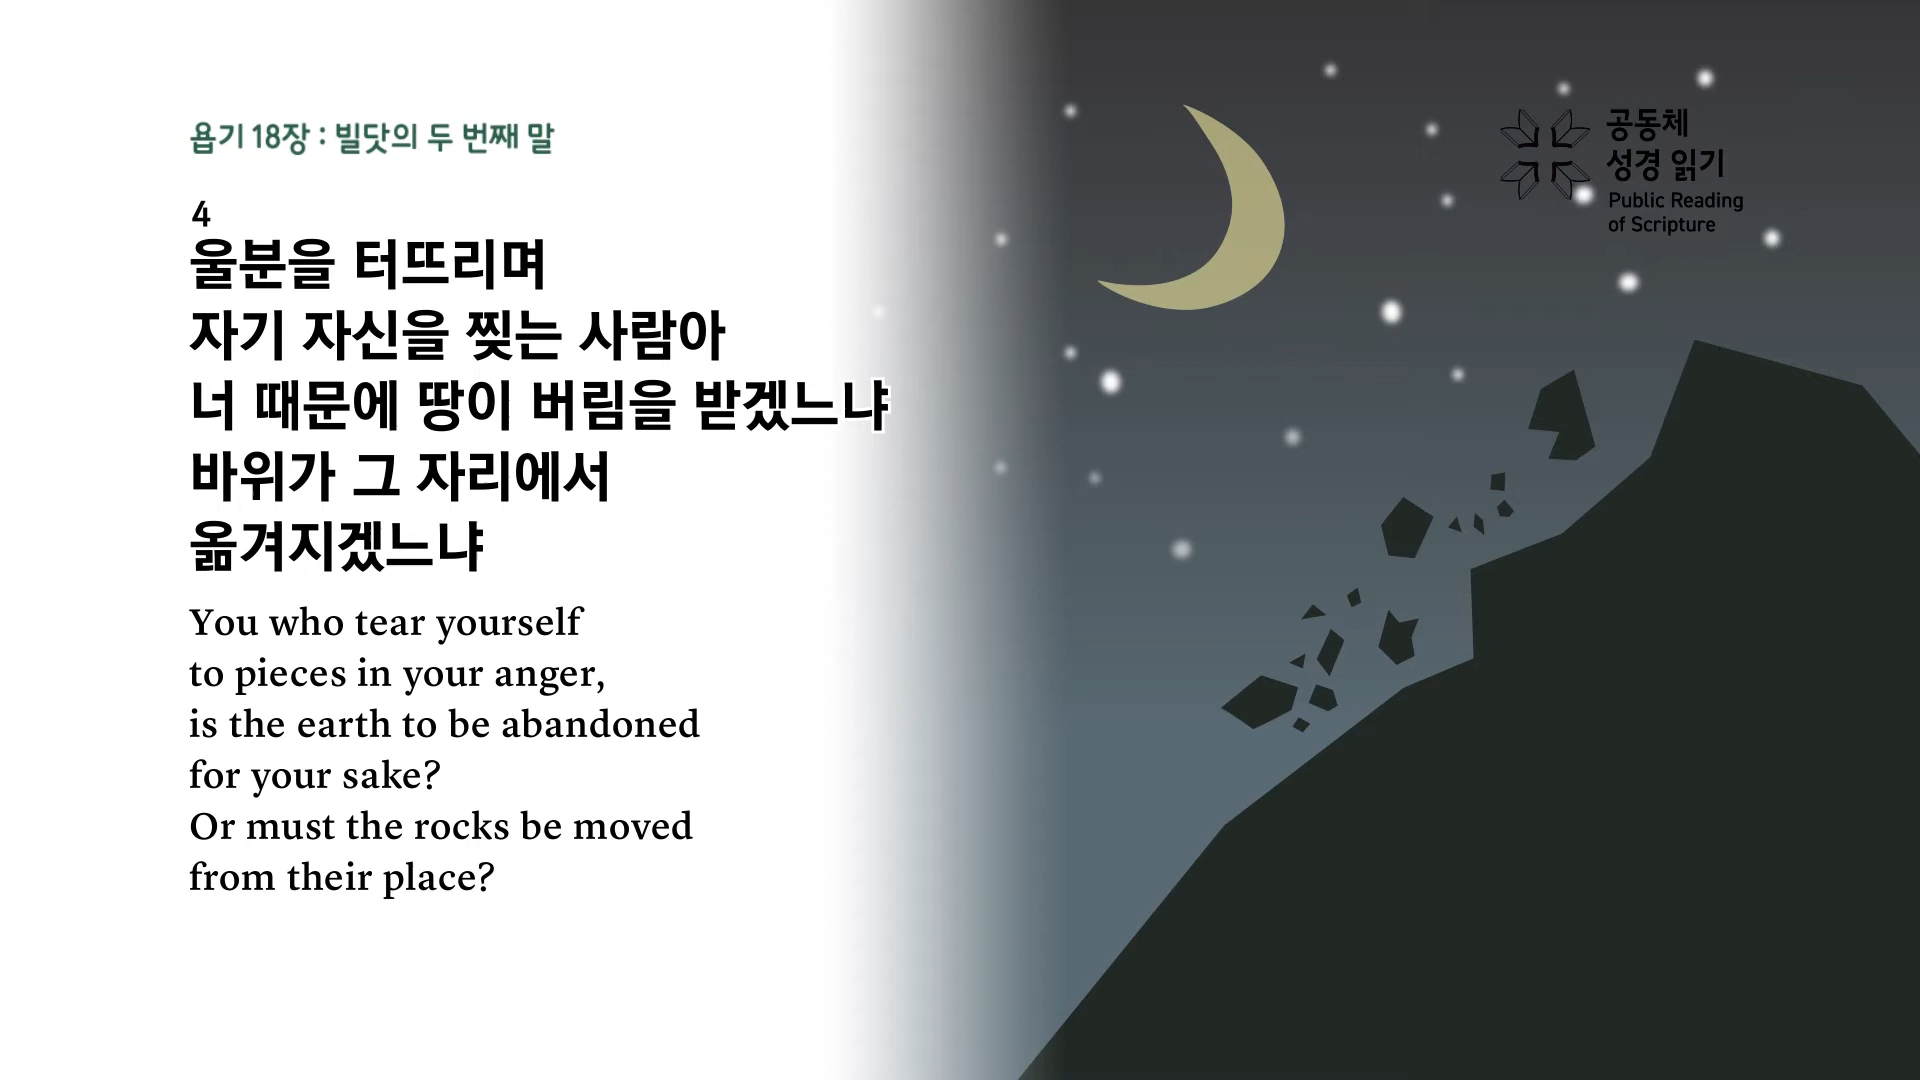 욥기 18장 : 빌닷의 두 번째 말
4
울분을 터뜨리며
자기 자신을 찢는 사람아
너 때문에 땅이 버림을 받겠느냐
바위가 그 자리에서
옮겨지겠느냐
You who tear yourself
to pieces in your anger,
is the earth to be abandoned
for your sake?
Or must the rocks be moved
from their place?
공동체
성경 읽기
Public Reading
of Scripture